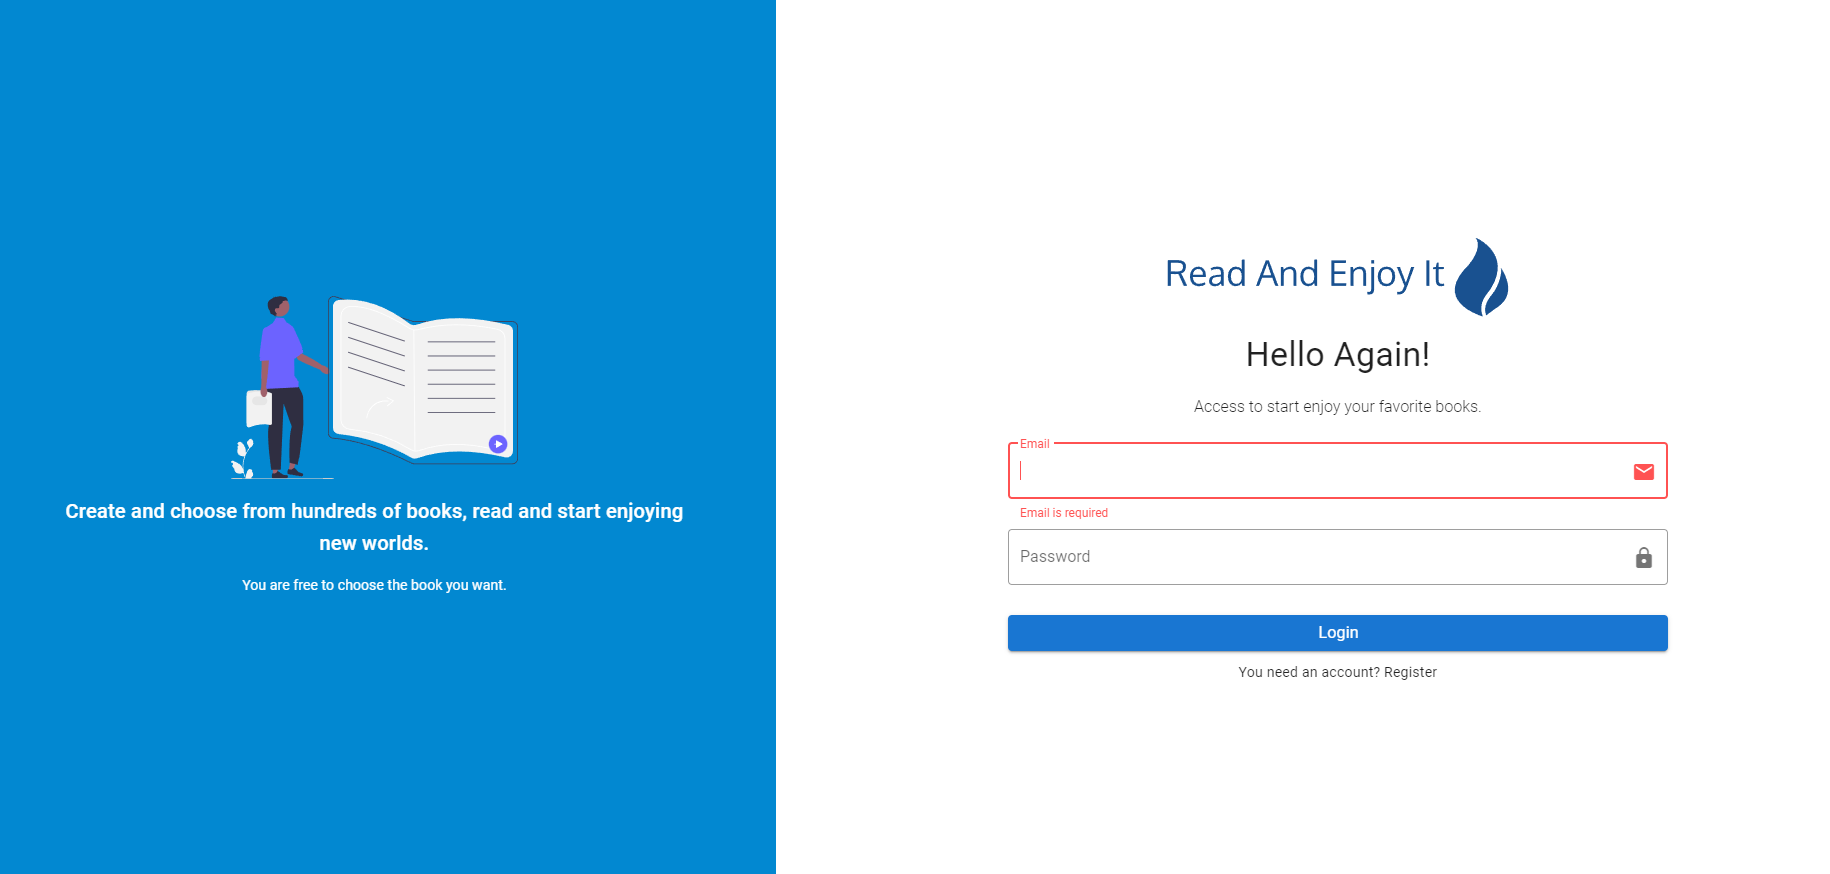 Create and choose from hundreds of books, read and start enjoying
new worlds.
You are free to choose the book you want.
Read And Enjoy It
Hello Again!
Access to start enjoy your favorite books.
Email
Email is required
Password
Login
You need an account? Register